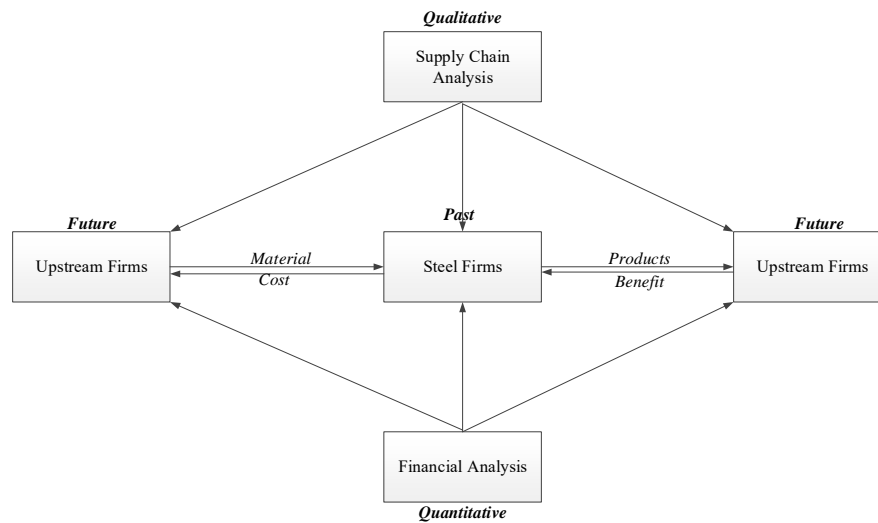 Qualitative
Supply Chain
Analysis
Future
Past
Future
Upstream Firms
Material
Cost
Steel Firms
Products
Benefit
Upstream Firms
Financial Analysis
Quantitative